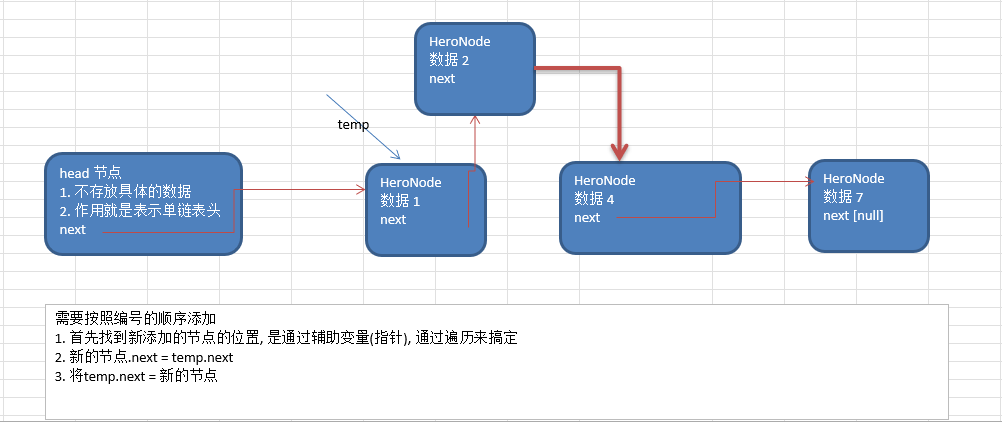 HeroNode
数据 2
next
temp
head 节点
1. 不存放具体的数据
2. 作用就是表示单链表头
next
HeroNode
数据 1
next
HeroNode
数据 4
next
HeroNode
数据 7
next [null]
需要按照编号的顺序添加
1. 首先找到新添加的节点的位置, 是通过辅助变量(指针), 通过遍历来搞定
2. 新的节点.next = temp.next
3. 将temp.next = 新的节点